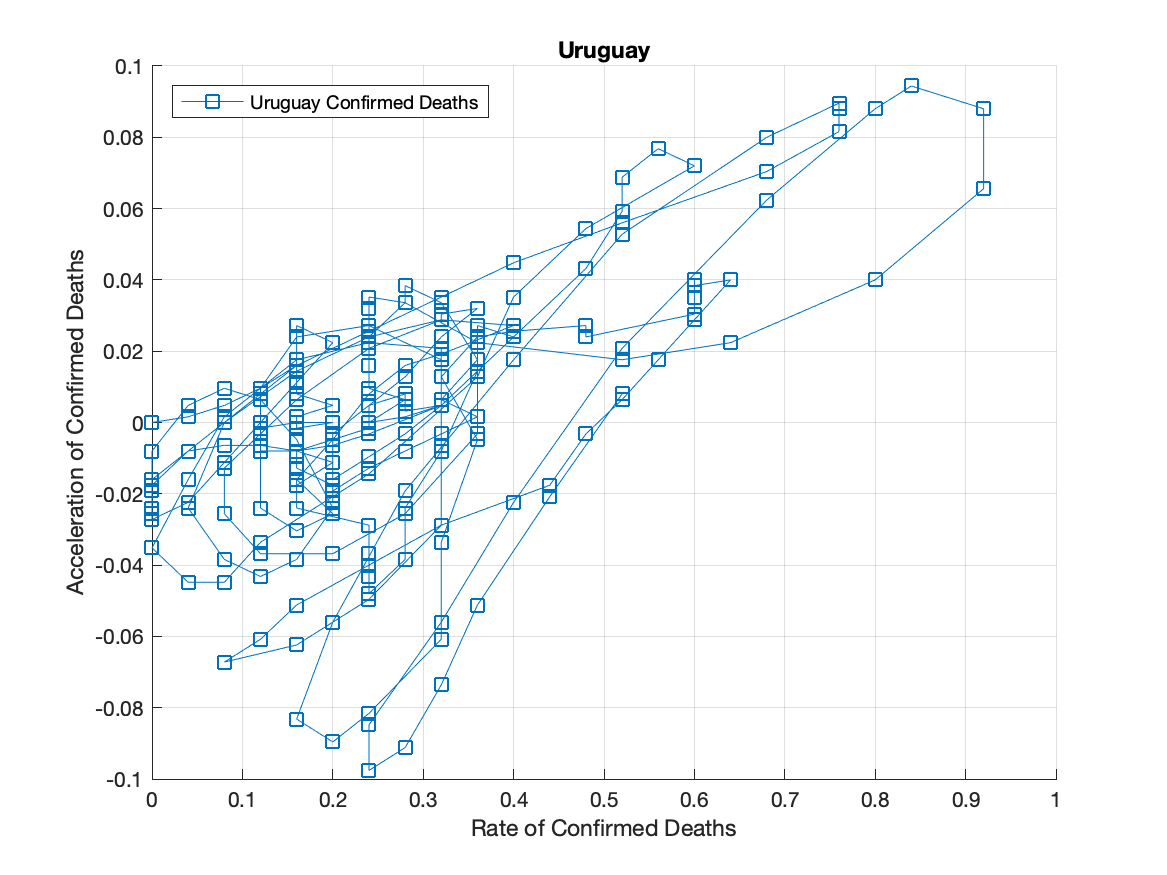 Uruguay
Uruguay Confirmed Deaths
0.1
0.08
0.06
0.04
0.02
0
-0.02
-0.04
-0.06
-0.08
-0.1
Acceleration of Confirmed Deaths
0 0.1 0.2 0.3 0.4 0.5 0.6 0.7 0.8 0.9 1
Rate of Confirmed Deaths